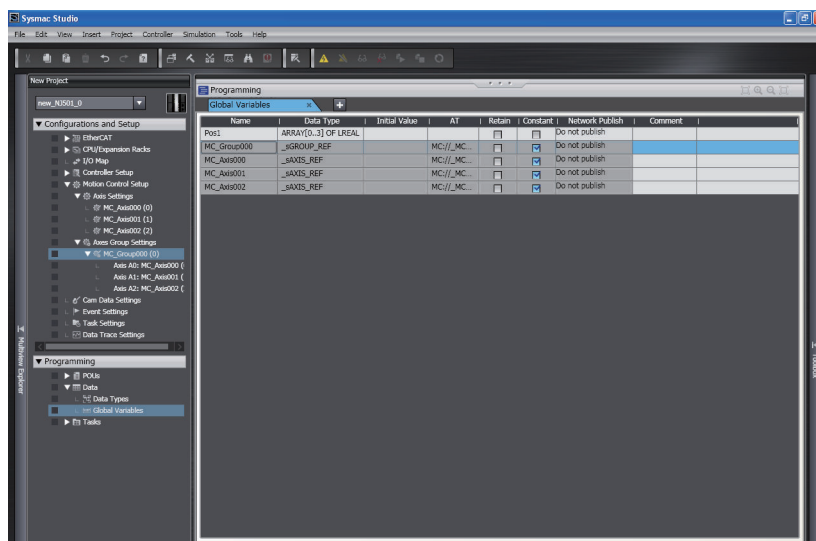 Sysmac Studio
File Edit View Insert Project Controller Simulation Tools Help
New Project
new_NJ501_0
Configurations and Setup
EtherCAT
CPU/Expansion Racks
I/O Map
Controller Setup
Motion Control Setup
Axis Settings
MC_Axis000 (0)
MC_Axis001 (1)
MC_Axis002 (2)
Axes Group Settings
MC_Group000 (0)
Axis A0: MC_Axis000 (
Axis A1: MC_Axis001 (
Axis A2: MC_Axis002 (
Cam Data Settings
Event Settings
Task Settings
Data Trace Settings
Programming
POUs
Data
Data Types
Global Variables
Tasks
Multiview Explorer
Programming
Global Variables
Name Data Type Initial Value AT Retain Constant Network Publish Comment
Pos1 ARRAY[0..3] OF LREAL Do not publish
MC_Group000 _sGROUP_REF MC://_MC... Do not publish
MC_Axis000 _sAXIS_REF MC://_MC... Do not publish
MC_Axis001 _sAXIS_REF MC://_MC... Do not publish
MC_Axis002 _sAXIS_REF MC://_MC... Do not publish
Toolbox